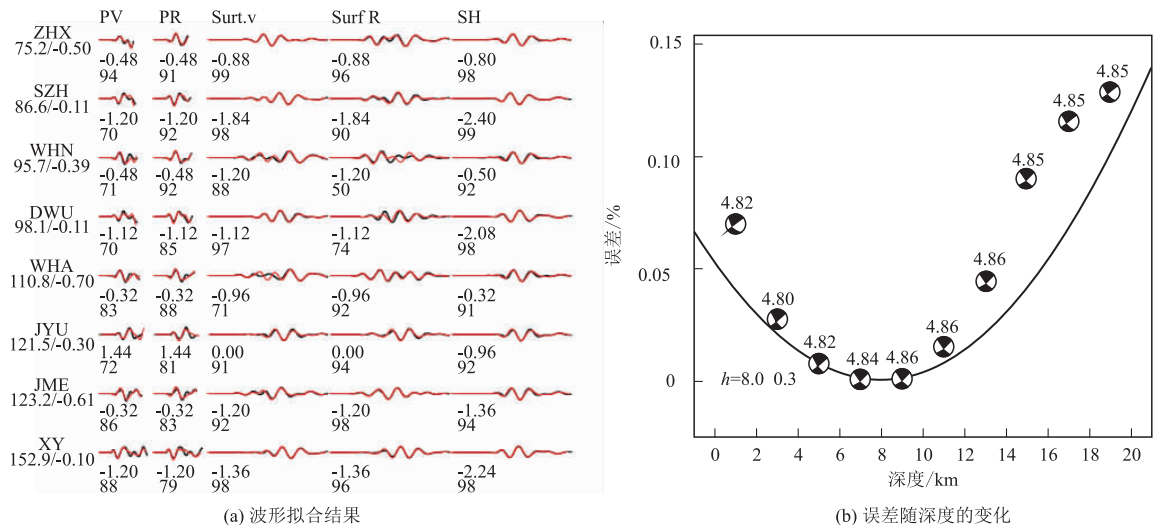 PV PR Surt.v Surf R SH
ZHX
75.2/-0.50
-0.48 -0.48 -0.88 -0.88 -0.80
94 91 99 96 98
SZH
86.6/-0.11
-1.20 -1.20 -1.84 -1.84 -2.40
70 92 98 90 99
WHN
95.7/-0.39
-0.48 -0.48 -1.20 -1.20 -0.50
71 92 88 50 92
DWU
98.1/-0.11
-1.12 -1.12 -1.12 -1.12 -2.08
70 85 97 74 98
WHA
110.8/-0.70
-0.32 -0.32 -0.96 -0.96 -0.32
83 88 71 92 91
JYU
121.5/-0.30
1.44 1.44 0.00 0.00 -0.96
72 81 91 94 92
JME
123.2/-0.61
-0.32 -0.32 -1.20 -1.20 -1.36
86 83 92 98 94
XY
152.9/-0.10
-1.20 -1.20 -1.36 -1.36 -2.24
88 79 98 96 98
(a) 波形拟合结果
0.15
0.10
0.05
0
误差/%
4.82
4.80
4.82
4.84
4.86
4.86
4.86
4.85
4.85
4.85
h=8.0 0.3
0 2 4 6 8 10 12 14 16 18 20
深度/km
(b) 误差随深度的变化